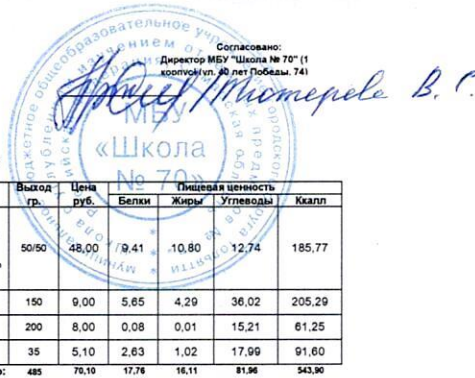 Согласовано:
Директор МБУ "Школа № 70" (1
корпус)(ул. 40 лет Победы, 74)
В. С.
МБУ
«Школа
№ 70»
Выход Цена Пищевая ценность
гр. руб. Белки Жиры Углеводы Ккалл
50/50 48,00 9,41 10,80 12,74 185,77
150 9,00 5,65 4,29 36,02 205,29
200 8,00 0,08 0,01 15,21 61,25
35 5,10 2,63 1,02 17,99 91,60
485 70,10 17,76 16,11 81,96 543,90